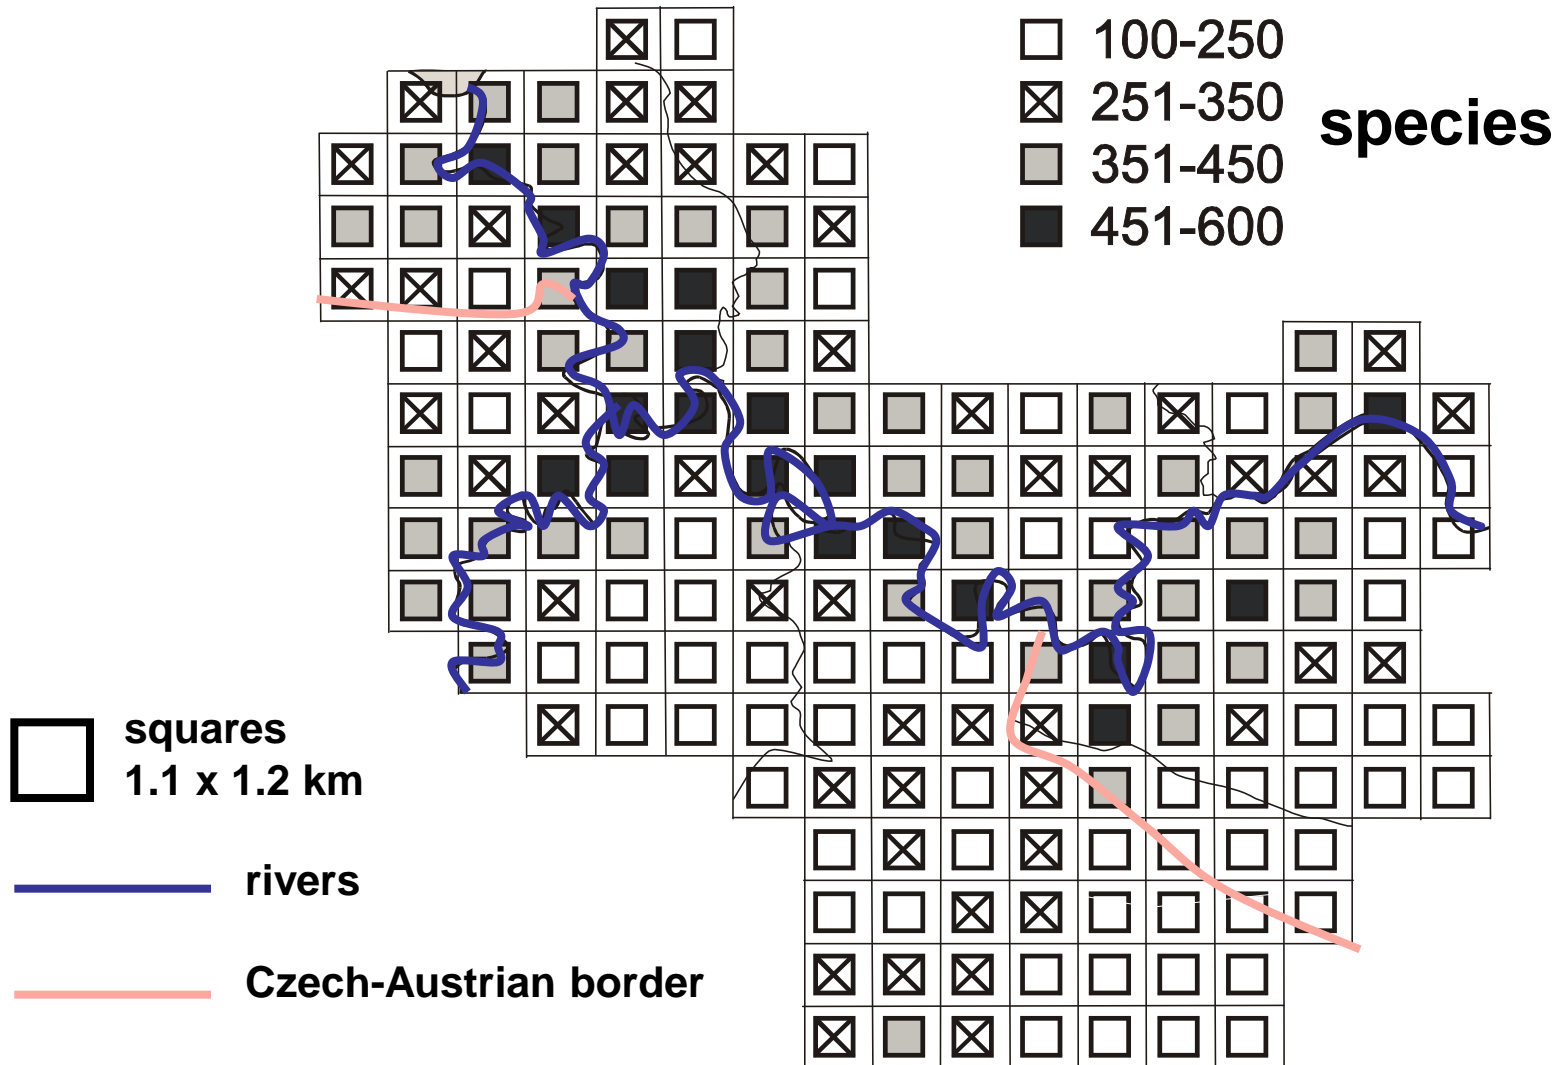 100-250
251-350
species
351-450
451-600
squares
1.1 x 1.2 km
rivers
Czech-Austrian border